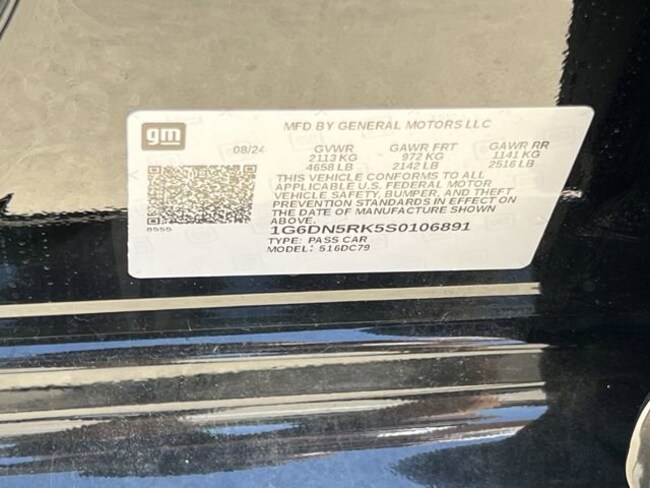 gm
MFD BY GENERAL MOTORS LLC
08/24 GVWR GAWR FRT GAWR RR
2113 KG 972 KG 1141 KG
4658 LB 2142 LB 2516 LB
THIS VEHICLE CONFORMS TO ALL
APPLICABLE U.S. FEDERAL MOTOR
VEHICLE SAFETY, BUMPER, AND THEFT
PREVENTION STANDARDS IN EFFECT ON
THE DATE OF MANUFACTURE SHOWN
ABOVE.
1G6DN5RK5S0106891
TYPE: PASS CAR
MODEL: 516DC79